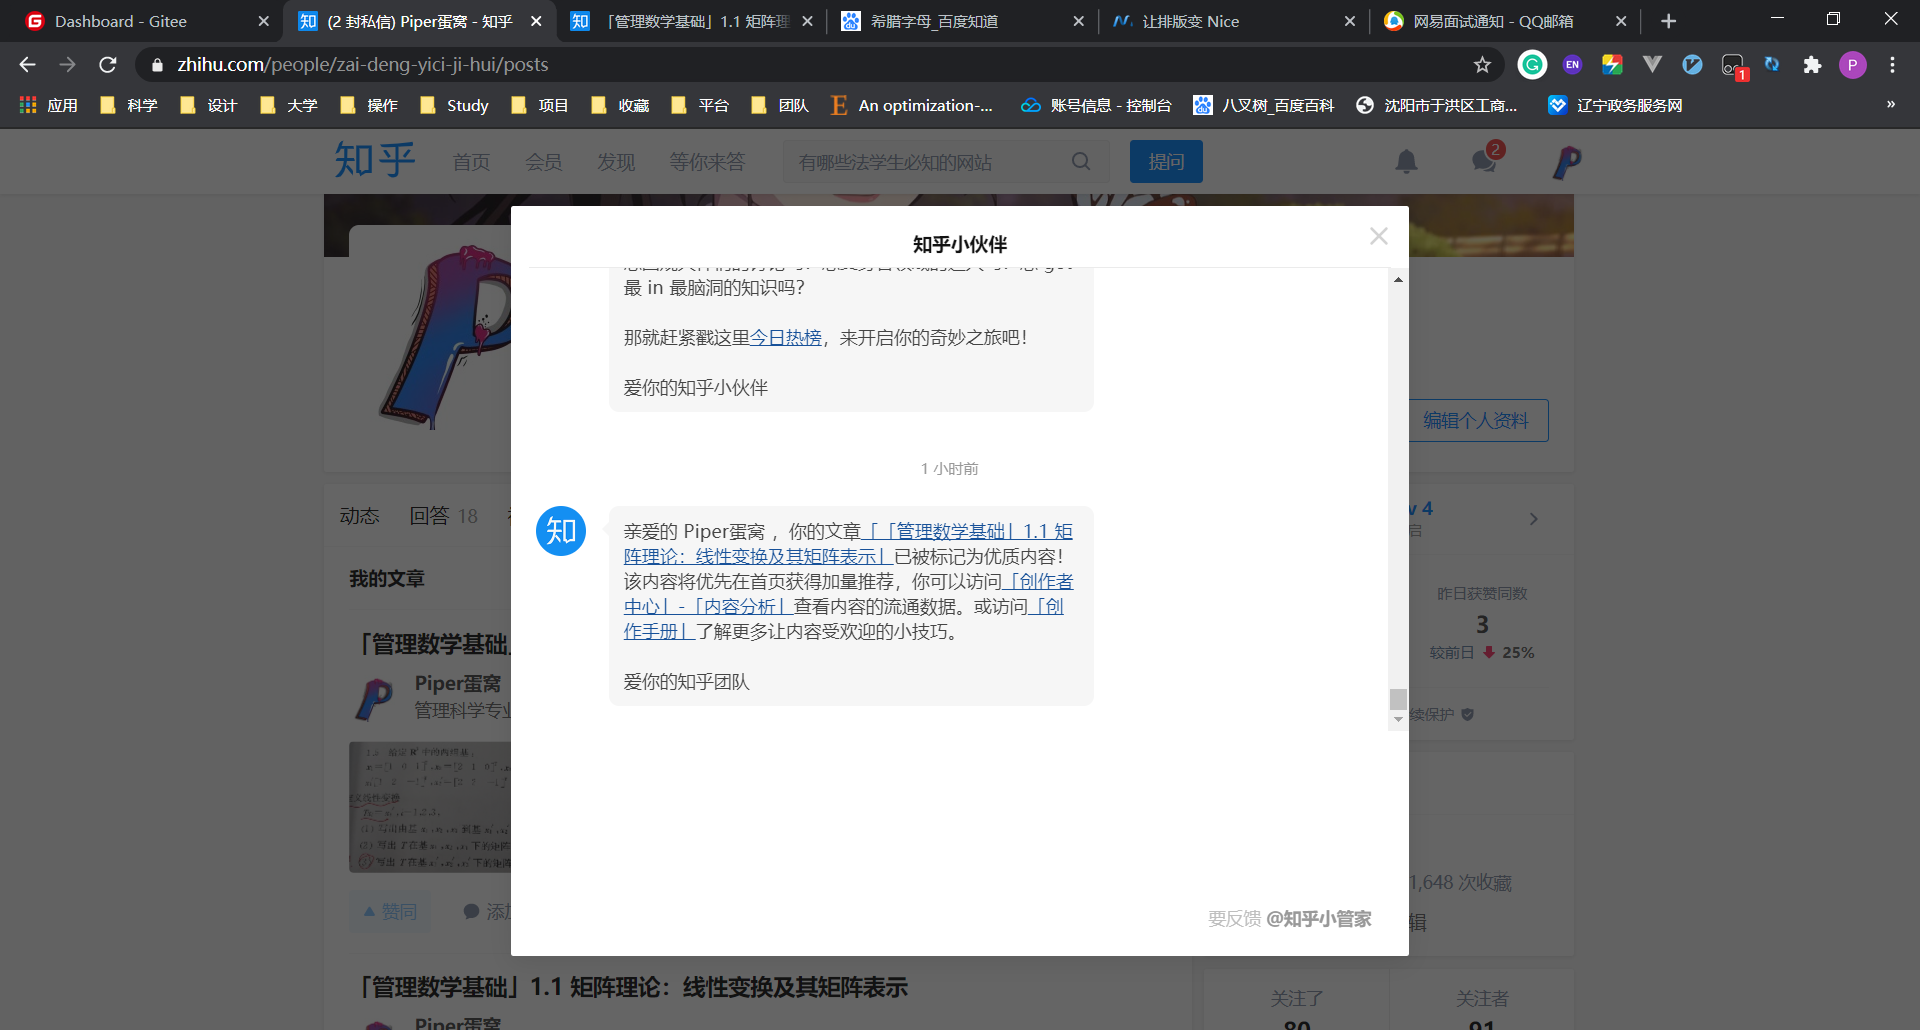 Dashboard - Gitee
(2 封私信) Piper蛋窝 - 知乎
「管理数学基础」1.1 矩阵理
希腊字母_百度知道
让排版变 Nice
网易面试通知 - QQ邮箱
zhihu.com/people/zai-deng-yici-ji-hui/posts
EN
1
P
应用
科学
设计
大学
操作
Study
项目
收藏
平台
团队
An optimization-...
账号信息 - 控制台
八叉树_百度百科
沈阳市于洪区工商...
辽宁政务服务网
»
知乎
首页
会员
发现
等你来答
有哪些法学生必知的网站
提问
2
知乎小伙伴
最 in 最脑洞的知识吗？
那就赶紧戳这里今日热榜，来开启你的奇妙之旅吧！
爱你的知乎小伙伴
编辑个人资料
1 小时前
动态
回答 18
知
亲爱的 Piper蛋窝 ，你的文章「「管理数学基础」1.1 矩
阵理论：线性变换及其矩阵表示」已被标记为优质内容！
该内容将优先在首页获得加量推荐，你可以访问「创作者
中心」-「内容分析」查看内容的流通数据。或访问「创
作手册」了解更多让内容受欢迎的小技巧。
爱你的知乎团队
v 4
启
昨日获赞同数
3
较前日 25%
续保护
我的文章
「管理数学基础」
Piper蛋窝
管理科学专业
赞同
添加
1,648 次收藏
辑
要反馈 @知乎小管家
「管理数学基础」1.1 矩阵理论：线性变换及其矩阵表示
Piper蛋窝
关注了
关注者
80
91